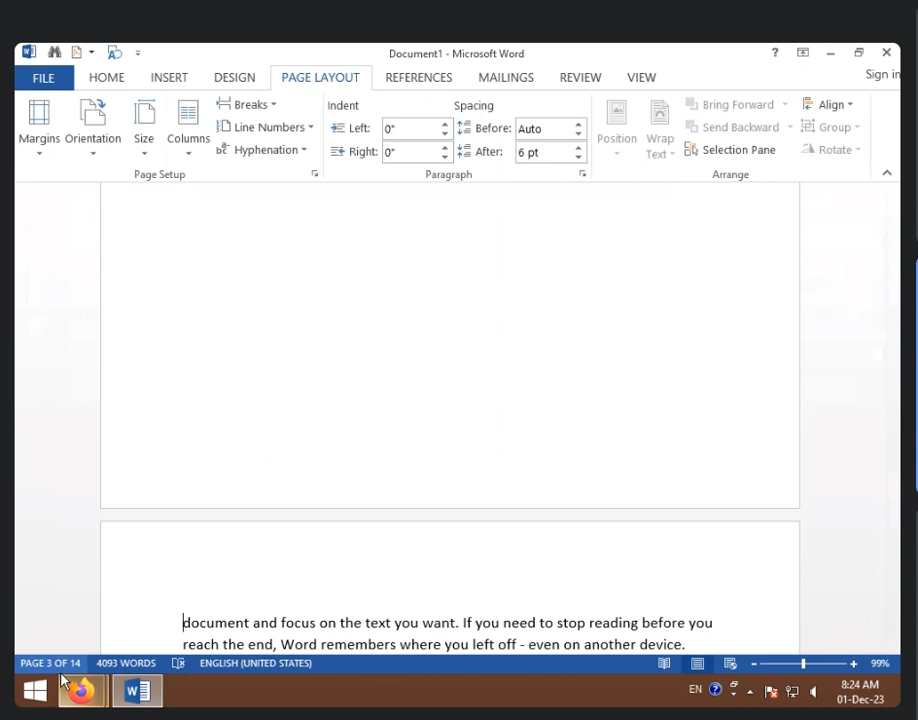 Document1 - Microsoft Word
?
FILE HOME INSERT DESIGN PAGE LAYOUT REFERENCES MAILINGS REVIEW VIEW Sign in
Margins Orientation Size Columns
Breaks
Line Numbers
Hyphenation
Page Setup
Indent Spacing
Left: 0" Before: Auto
Right: 0" After: 6 pt
Paragraph
Position Wrap Text
Bring Forward Align
Send Backward Group
Selection Pane Rotate
Arrange
document and focus on the text you want. If you need to stop reading before you
reach the end, Word remembers where you left off - even on another device.
PAGE 3 OF 14 4093 WORDS ENGLISH (UNITED STATES) 99%
EN 8:24 AM
01-Dec-23